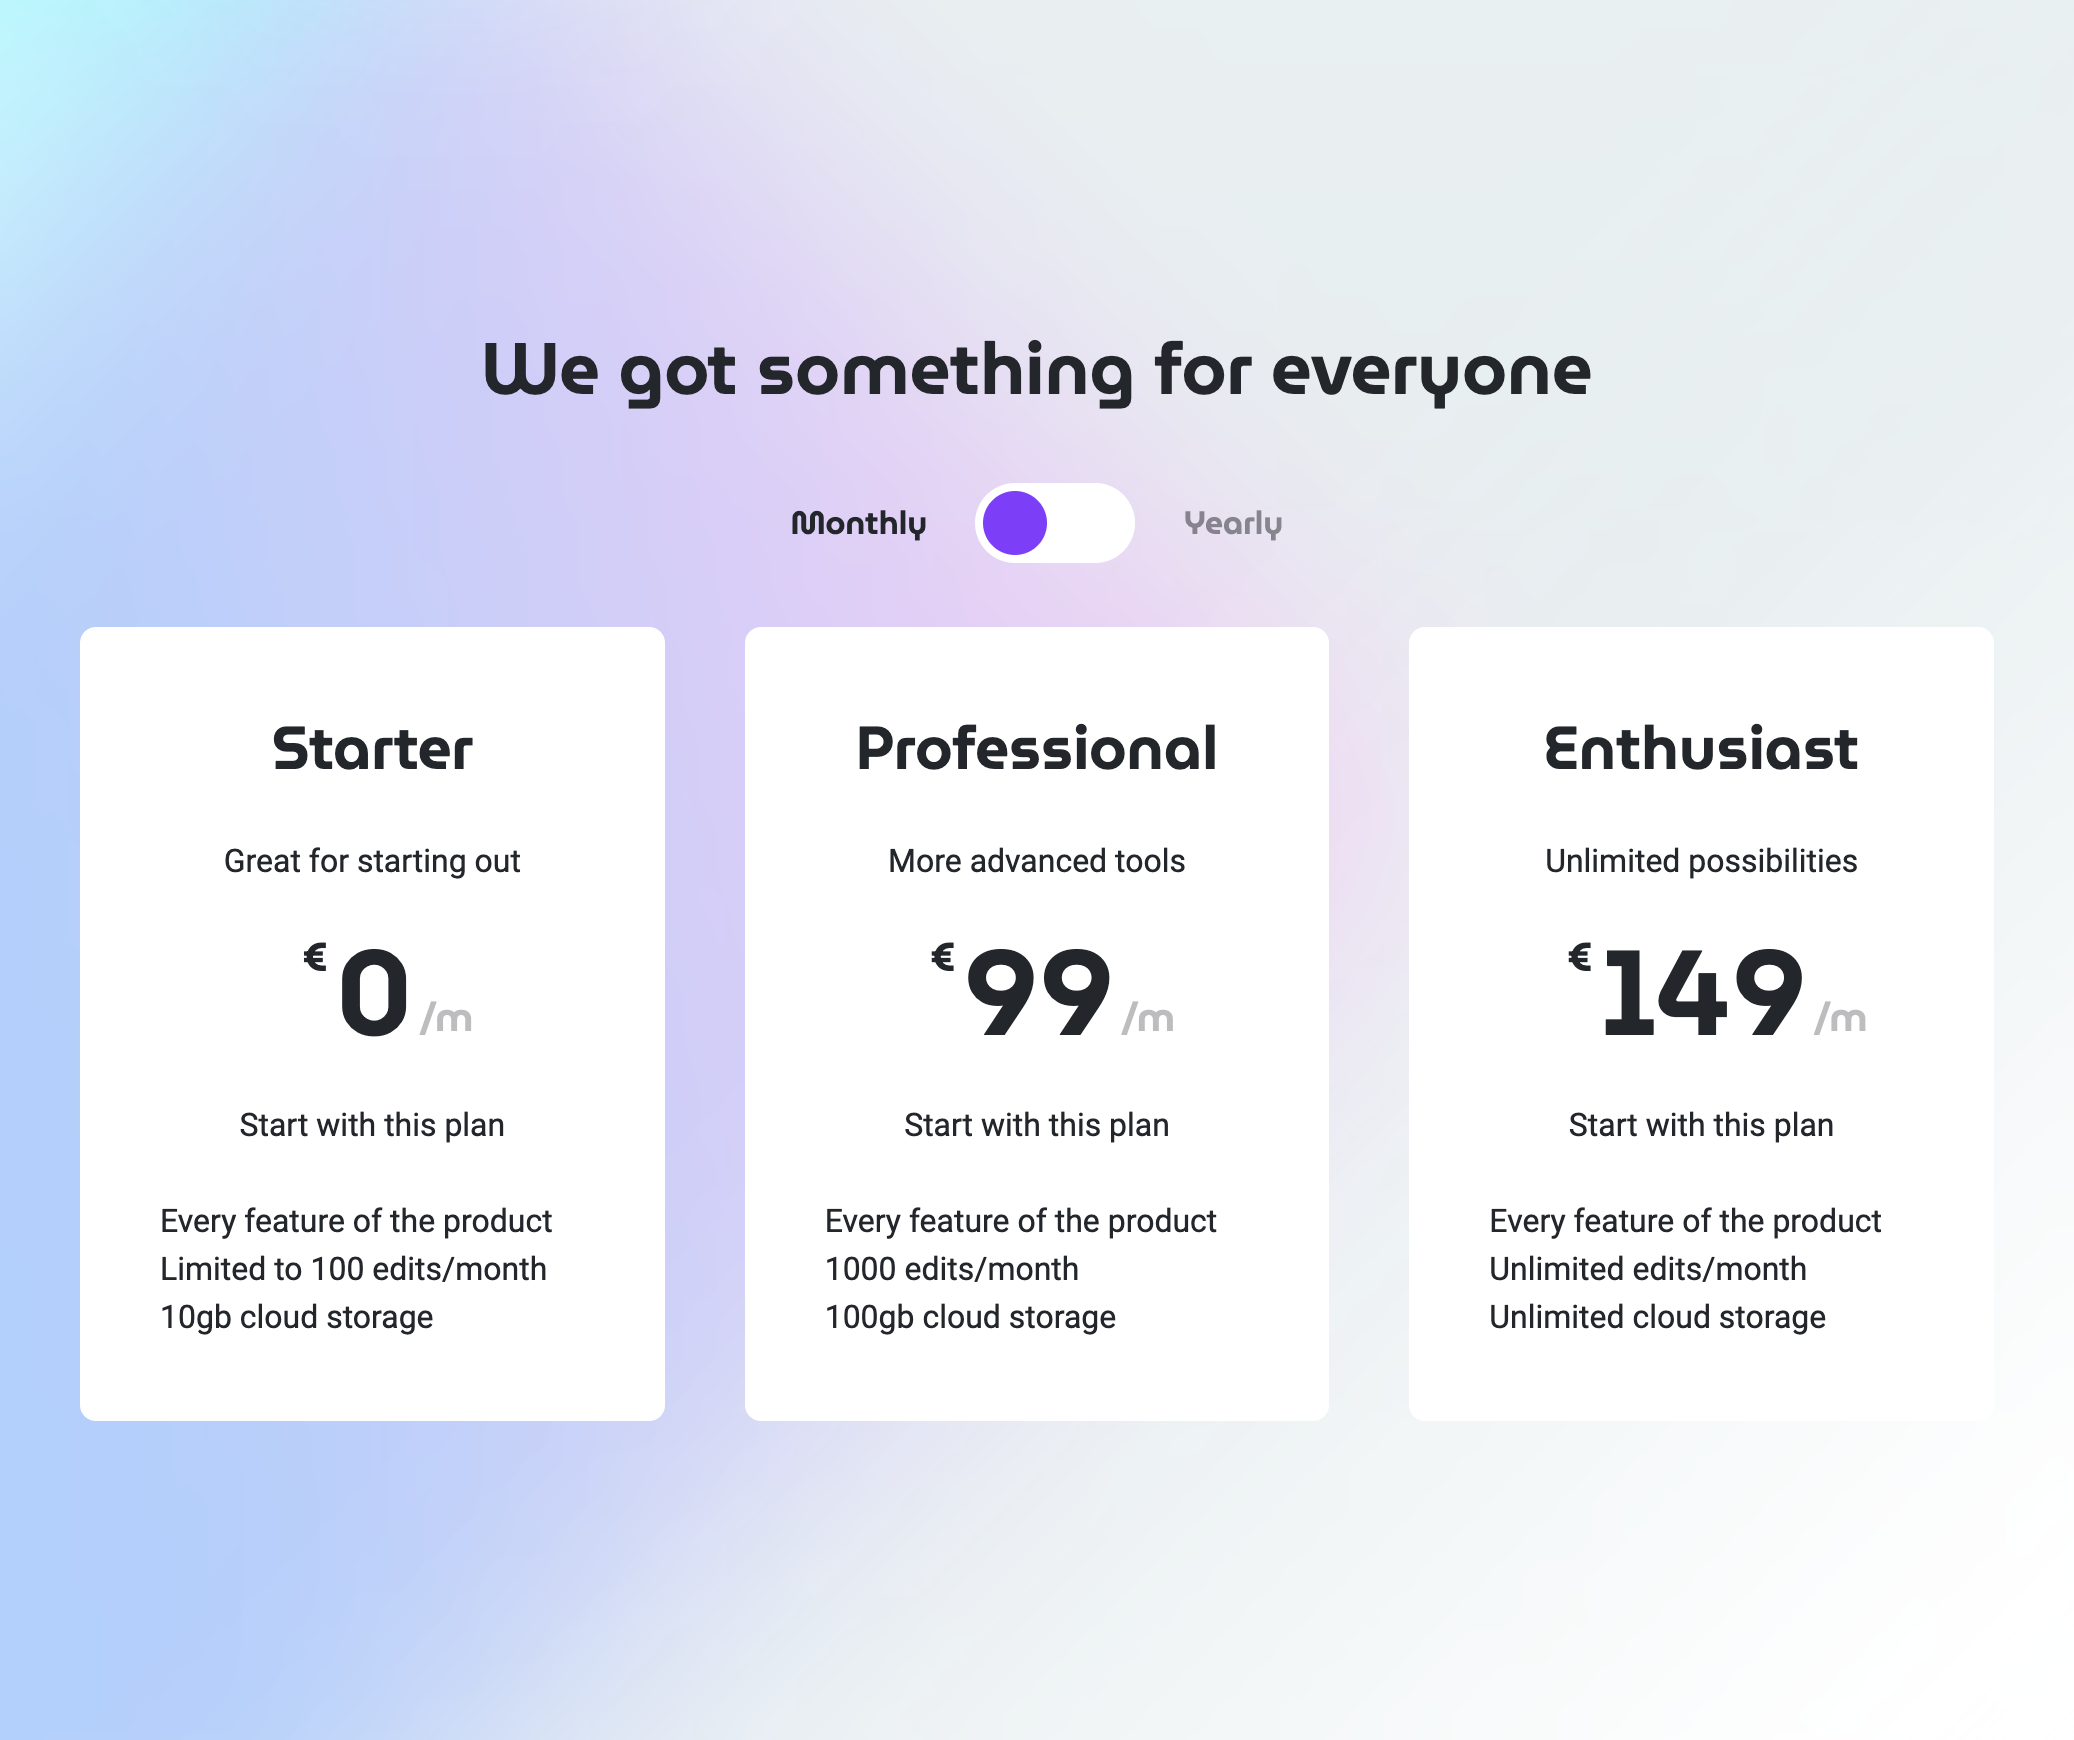 We got something for everyone
Monthly
Yearly
Starter
Great for starting out
€0/m
Start with this plan
Every feature of the product
Limited to 100 edits/month
10gb cloud storage
Professional
More advanced tools
€99/m
Start with this plan
Every feature of the product
1000 edits/month
100gb cloud storage
Enthusiast
Unlimited possibilities
€149/m
Start with this plan
Every feature of the product
Unlimited edits/month
Unlimited cloud storage